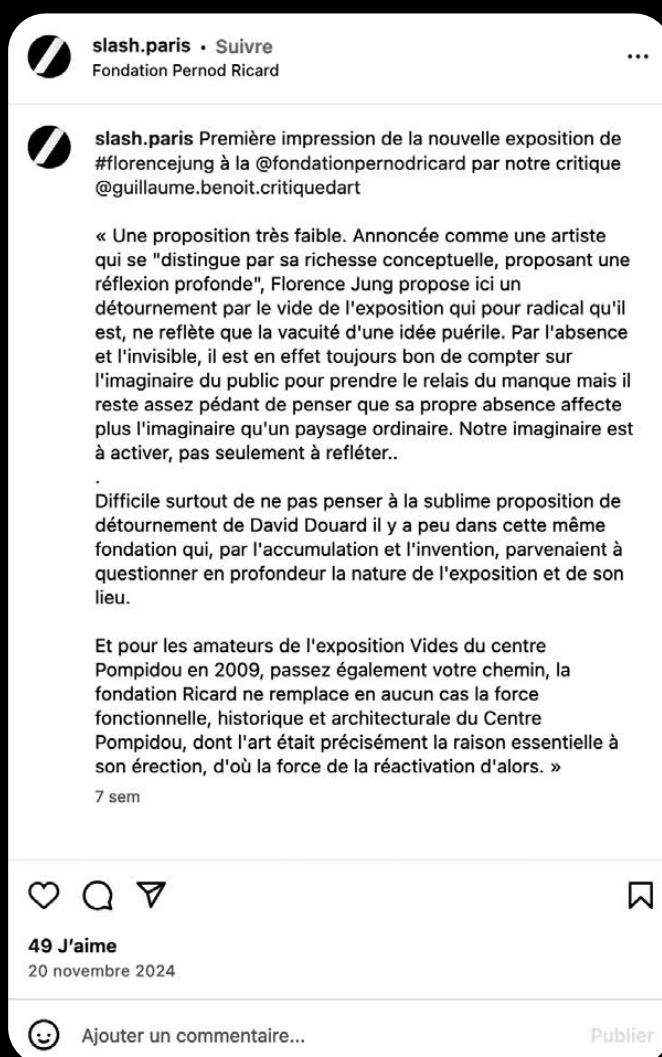 slash.paris • Suivre
Fondation Pernod Ricard
slash.paris Première impression de la nouvelle exposition de
#florencejung à la @fondationpernodricard par notre critique
@guillaume.benoit.critiquedart
« Une proposition très faible. Annoncée comme une artiste
qui se "distingue par sa richesse conceptuelle, proposant une
réflexion profonde", Florence Jung propose ici un
détournement par le vide de l'exposition qui pour radical qu'il
est, ne reflète que la vacuité d'une idée puérile. Par l'absence
et l'invisible, il est en effet toujours bon de compter sur
l'imaginaire du public pour prendre le relais du manque mais il
reste assez pédant de penser que sa propre absence affecte
plus l'imaginaire qu'un paysage ordinaire. Notre imaginaire est
à activer, pas seulement à refléter..
.
Difficile surtout de ne pas penser à la sublime proposition de
détournement de David Douard il y a peu dans cette même
fondation qui, par l'accumulation et l'invention, parvenaient à
questionner en profondeur la nature de l'exposition et de son
lieu.
Et pour les amateurs de l'exposition Vides du centre
Pompidou en 2009, passez également votre chemin, la
fondation Ricard ne remplace en aucun cas la force
fonctionnelle, historique et architecturale du Centre
Pompidou, dont l'art était précisément la raison essentielle à
son érection, d'où la force de la réactivation d'alors. »
7 sem
49 J'aime
20 novembre 2024
Ajouter un commentaire...
Publier